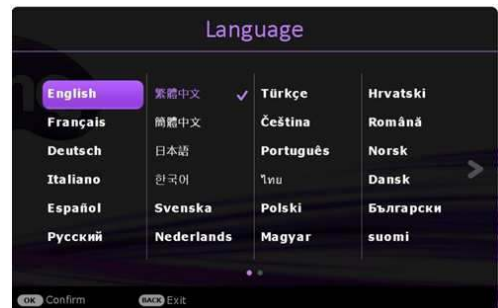 Language
English
繁體中文
Türkçe
Hrvatski
Français
簡體中文
Čeština
Română
Deutsch
日本語
Português
Norsk
Italiano
한국어
ไทย
Dansk
Español
Svenska
Polski
Български
Русский
Nederlands
Magyar
suomi
OK Confirm
BACK Exit